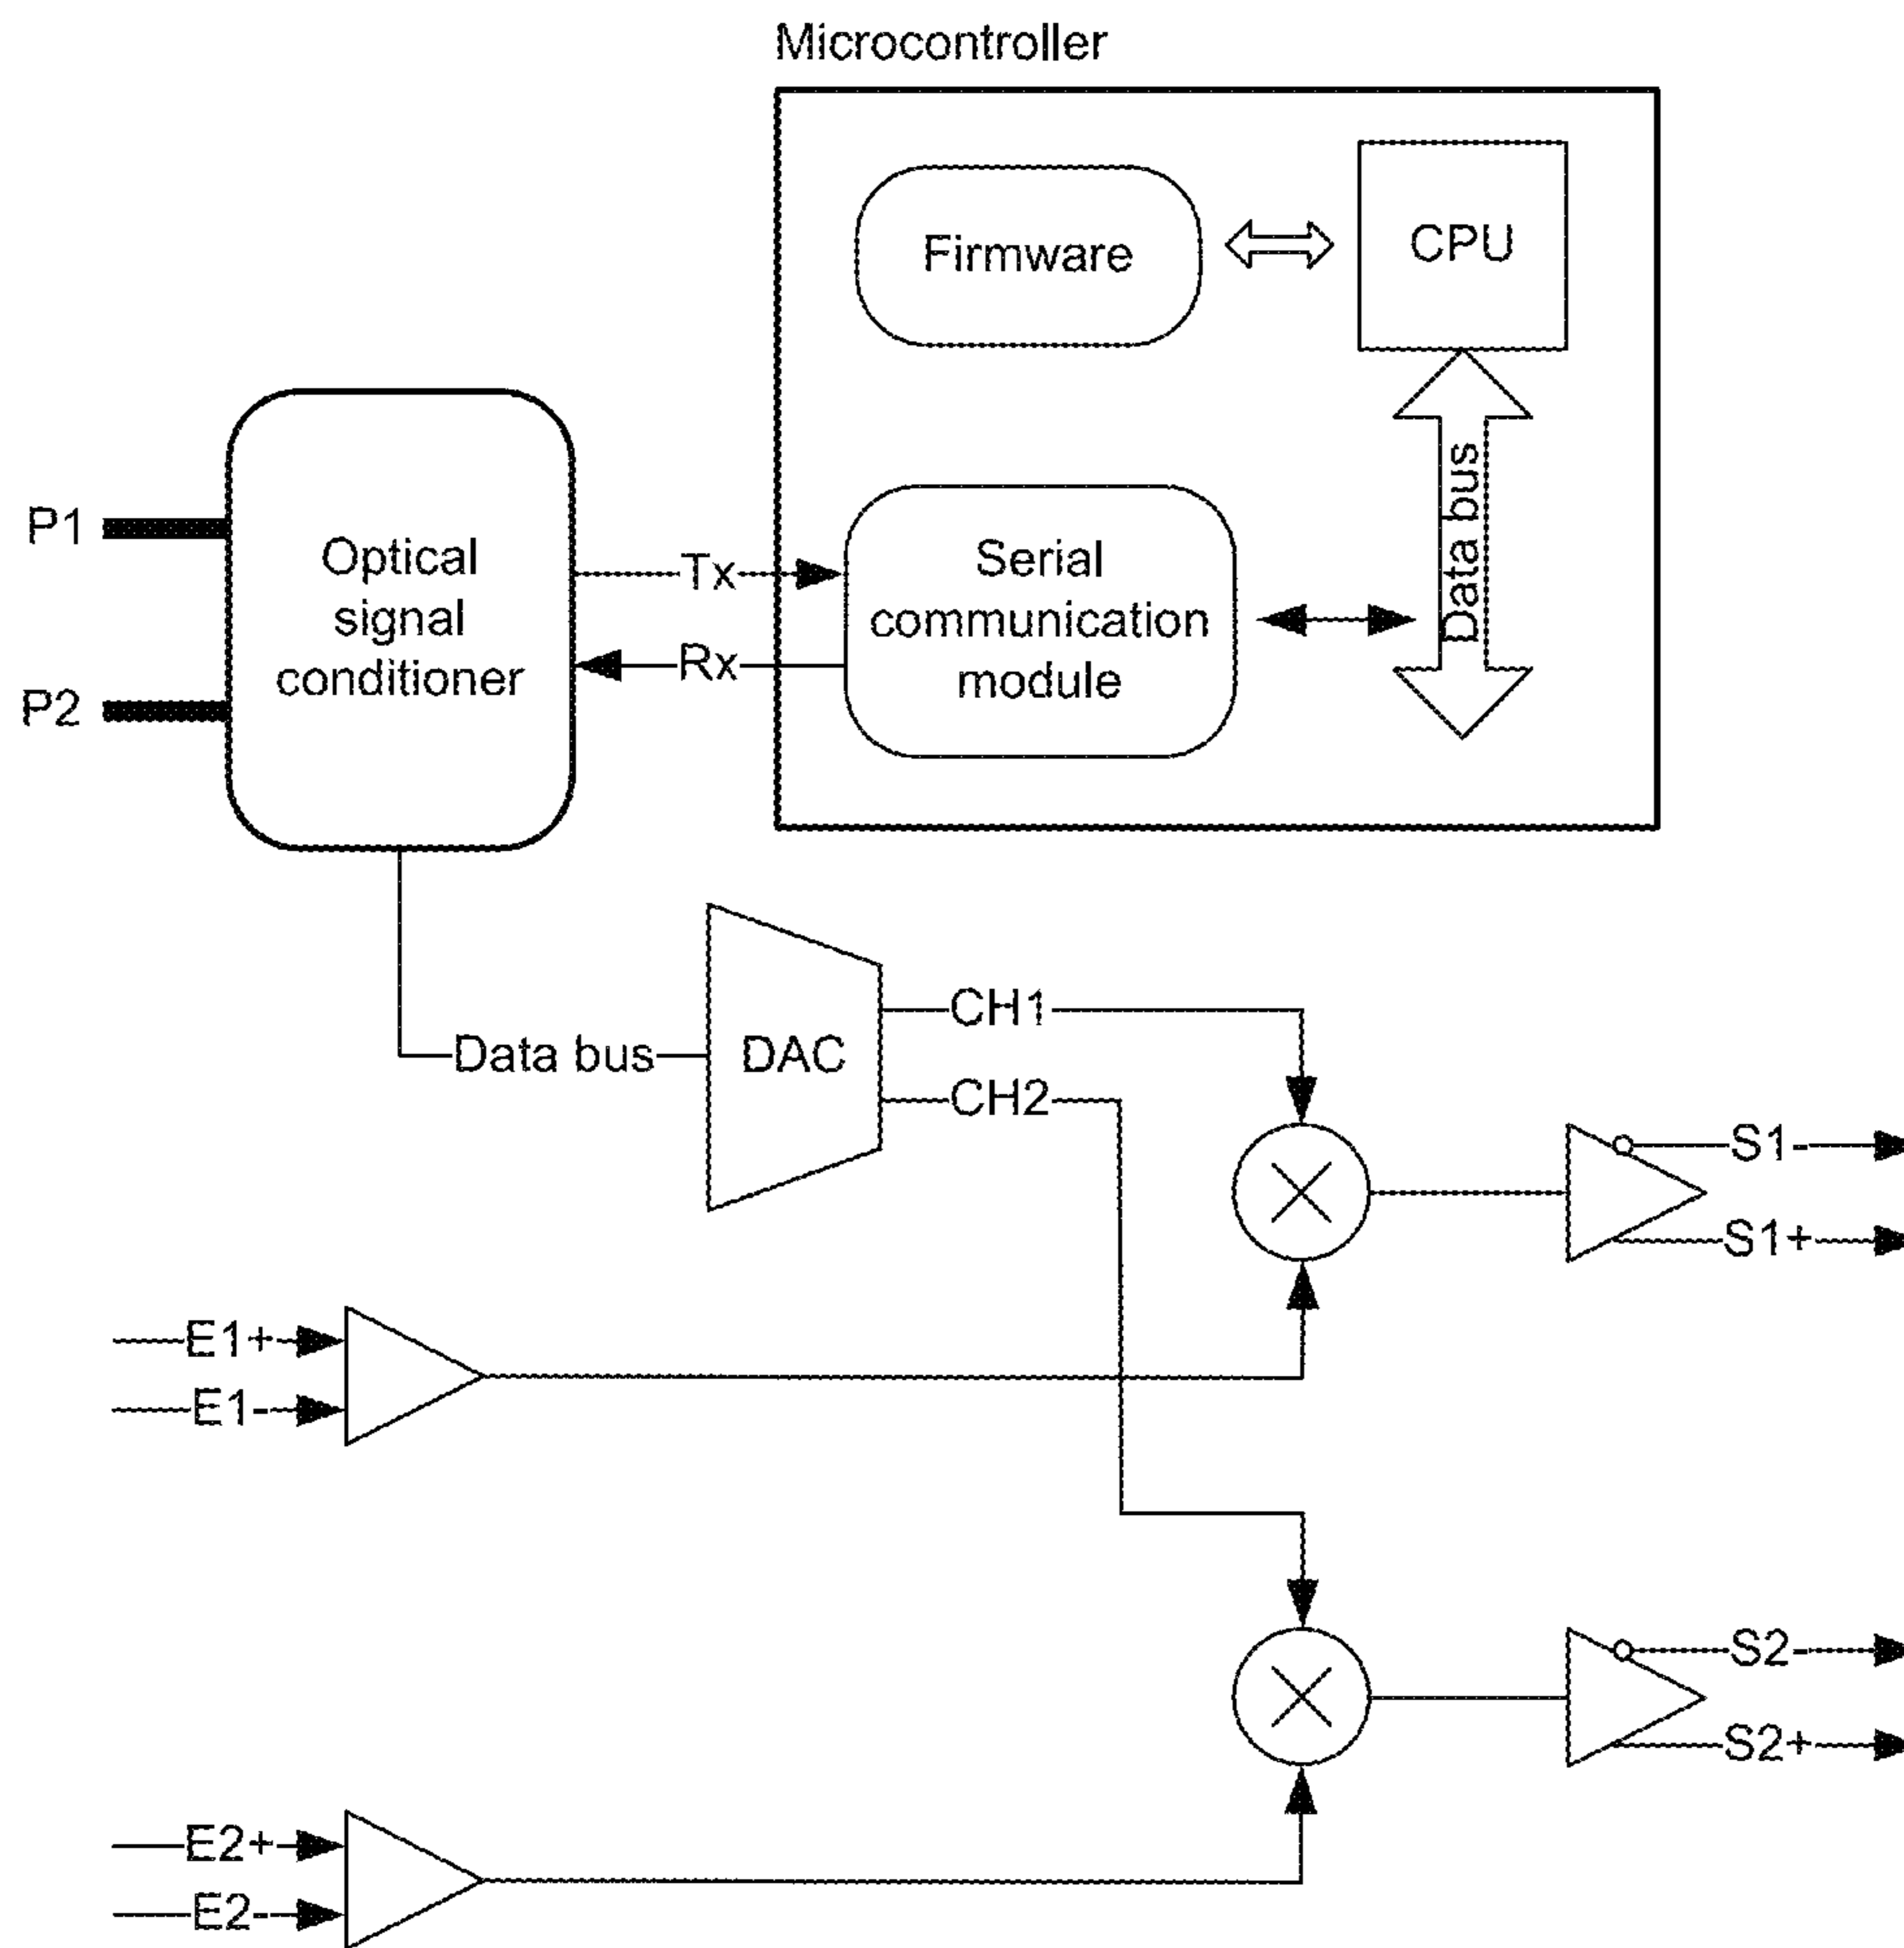 Microcontroller
Firmware
CPU
Data bus
P1
P2
Optical
signal
conditioner
Tx
Rx
Serial
communication
module
Data bus
DAC
CH1
CH2
S1-
S1+
E1+
E1-
S2-
S2+
E2+
E2-